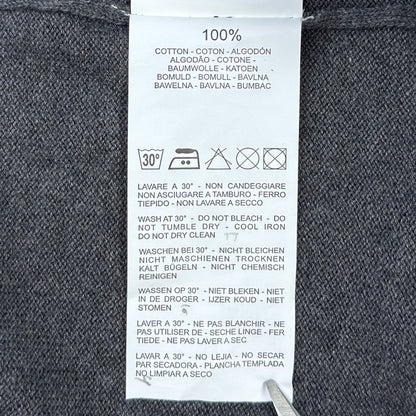 100%
COTTON - COTON - ALGODÓN
ALGODÃO - COTONE -
BAUMWOLLE - KATOEN
BOMULD - BOMULL - BAVLNA
BAWELNA - BAVLNA - BUMBAC
30°
LAVARE A 30° - NON CANDEGGIARE
NON ASCIUGARE A TAMBURO - FERRO
TIEPIDO - NON LAVARE A SECCO
WASH AT 30° - DO NOT BLEACH - DO
NOT TUMBLE DRY - COOL IRON
DO NOT DRY CLEAN
WASCHEN BEI 30° - NICHT BLEICHEN
NICHT MASCHINEN TROCKNEN
KALT BÜGELN - NICHT CHEMISCH
REINIGEN
WASSEN OP 30° - NIET BLEKEN - NIET
IN DE DROGER - IJZER KOUD - NIET
STOMEN
LAVER A 30° - NE PAS BLANCHIR - NE
PAS UTILISER DE - SECHE LINGE - FER
TIEDE - NE PAS LAVER A SEC
LAVAR A 30° - NO LEJIA - NO SECAR
PAR SECADORA - PLANCHA TEMPLADA
NO LIMPIAR A SECO